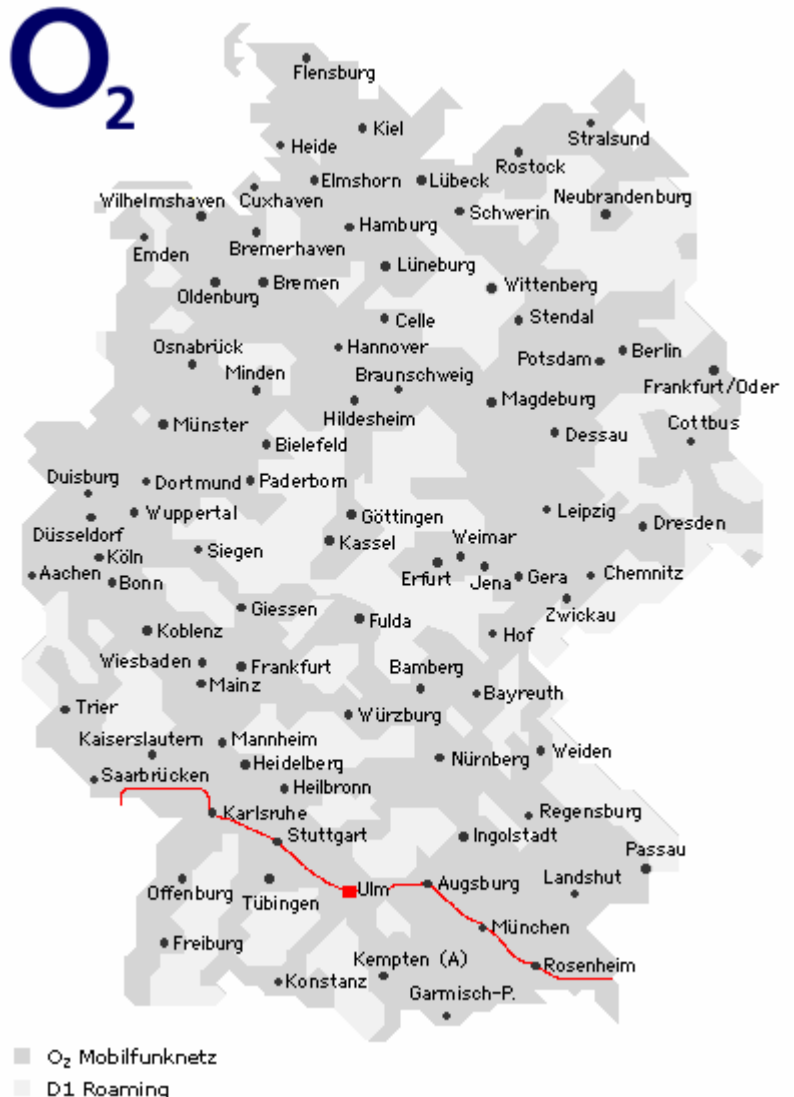 O2
Flensburg
Kiel
Stralsund
Heide
Rostock
Elmshorn
Lübeck
Cuxhaven
Neubrandenburg
Wilhelmshaven
Schwerin
Hamburg
Emden
Bremerhaven
Lüneburg
Oldenburg
Bremen
Wittenberg
Celle
Stendal
Osnabrück
Hannover
Potsdam
Berlin
Minden
Braunschweig
Frankfurt/Oder
Hildesheim
Magdeburg
Münster
Cottbus
Bielefeld
Dessau
Duisburg
Dortmund
Paderborn
Wuppertal
Göttingen
Leipzig
Düsseldorf
Weimar
Dresden
Köln
Siegen
Kassel
Aachen
Bonn
Erfurt
Jena
Gera
Chemnitz
Giessen
Fulda
Zwickau
Koblenz
Hof
Wiesbaden
Frankfurt
Bamberg
Mainz
Bayreuth
Trier
Würzburg
Kaiserslautern
Mannheim
Weiden
Heidelberg
Nürnberg
Saarbrücken
Heilbronn
Karlsruhe
Regensburg
Stuttgart
Ingolstadt
Passau
Offenburg
Tübingen
Ulm
Augsburg
Landshut
Freiburg
München
Kempten (A)
Rosenheim
Konstanz
Garmisch-P.
O2 Mobilfunknetz
D1 Roaming